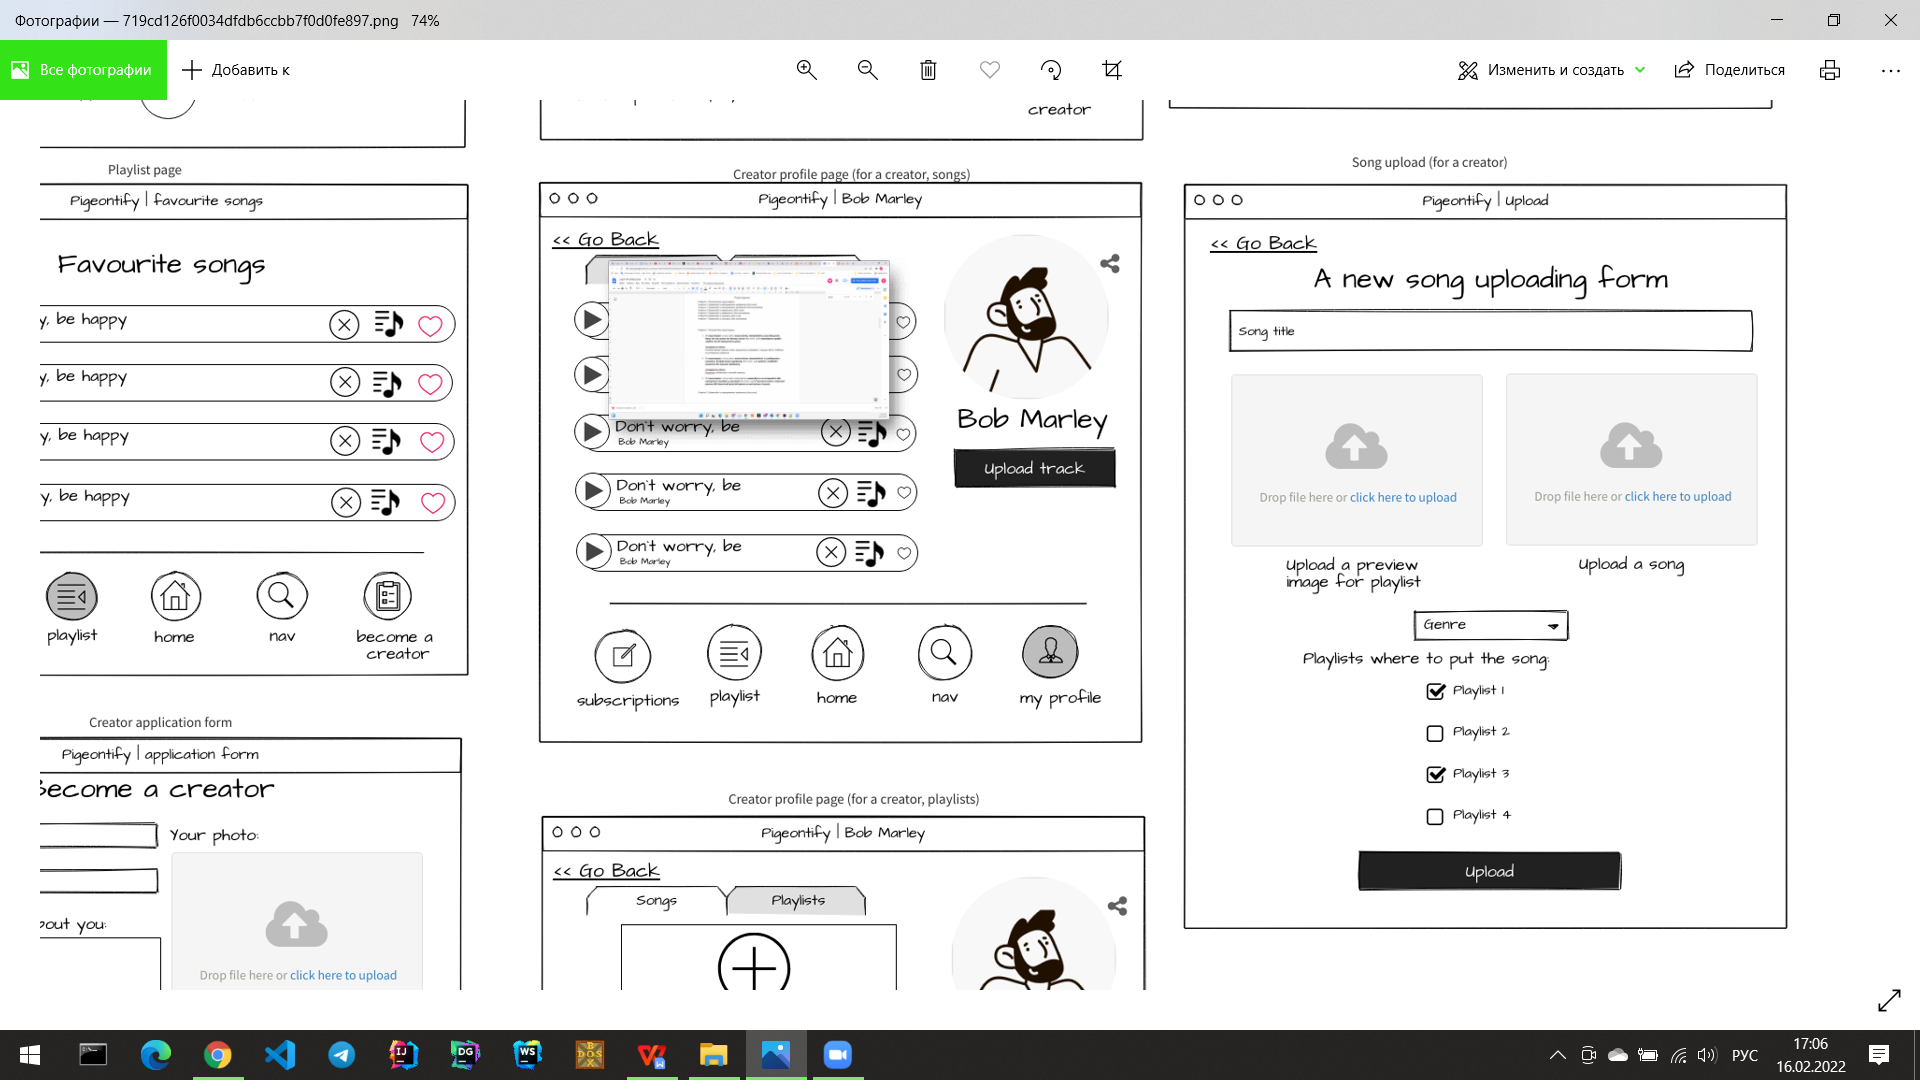 Фотографии — 719cd126f0034dfdb6ccbb7f0d0fe897.png   74%
Все фотографии
Добавить к
Изменить и создать
Поделиться
creator
Playlist page
Pigeontify | favourite songs
Favourite songs
y, be happy
y, be happy
y, be happy
y, be happy
playlist
home
nav
become a
creator
Creator application form
Pigeontify | application form
Become a creator
Your photo:
bout you:
Drop file here or click here to upload
Creator profile page (for a creator, songs)
Pigeontify | Bob Marley
<< Go Back
Don't worry, be
Bob Marley
Don't worry, be
Bob Marley
Don't worry, be
Bob Marley
Bob Marley
Upload track
subscriptions
playlist
home
nav
my profile
Creator profile page (for a creator, playlists)
Pigeontify | Bob Marley
<< Go Back
Songs
Playlists
Song upload (for a creator)
Pigeontify | Upload
<< Go Back
A new song uploading form
Song title
Drop file here or click here to upload
Drop file here or click here to upload
Upload a preview
image for playlist
Upload a song
Genre
Playlists where to put the song:
Playlist 1
Playlist 2
Playlist 3
Playlist 4
Upload
РУС
17:06
16.02.2022